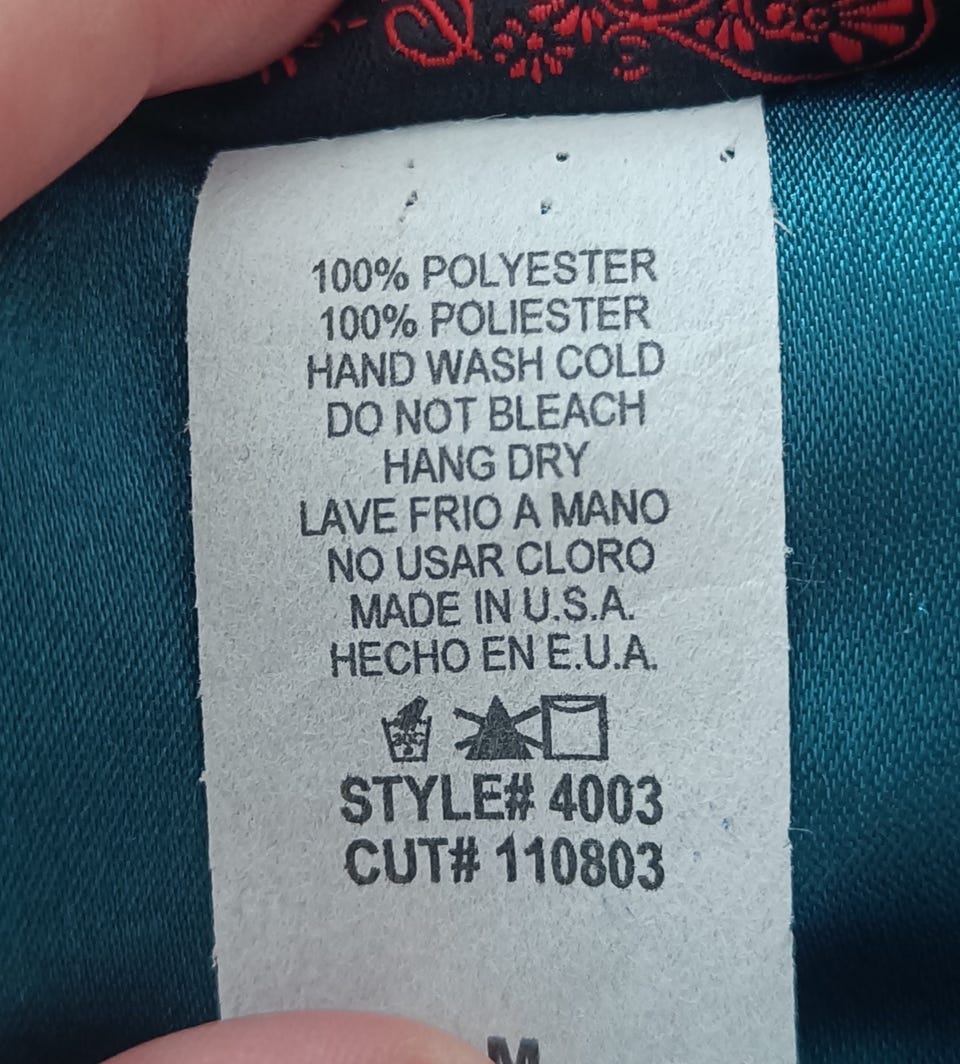 100% POLYESTER
100% POLIESTER
HAND WASH COLD
DO NOT BLEACH
HANG DRY
LAVE FRIO A MANO
NO USAR CLORO
MADE IN U.S.A.
HECHO EN E.U.A.
30C
STYLE# 4003
CUT# 110803
M